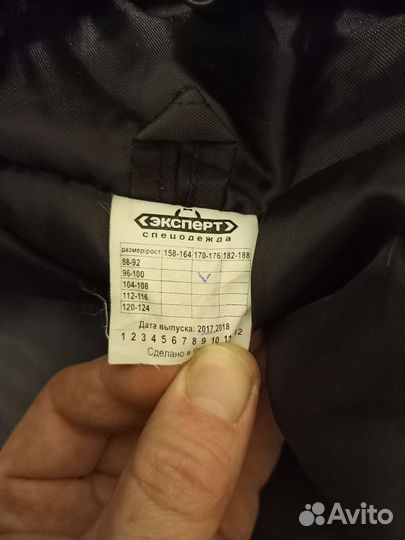 ЭКСПЕРТ
СПЕЦОДЕЖДА
размер/рост 158-164 170-176 182-188
88-92
96-100
104-108
112-116
120-124
Дата выпуска: 2017,2018
1 2 3 4 5 6 7 8 9 10 11 12
Сделано в
Avito